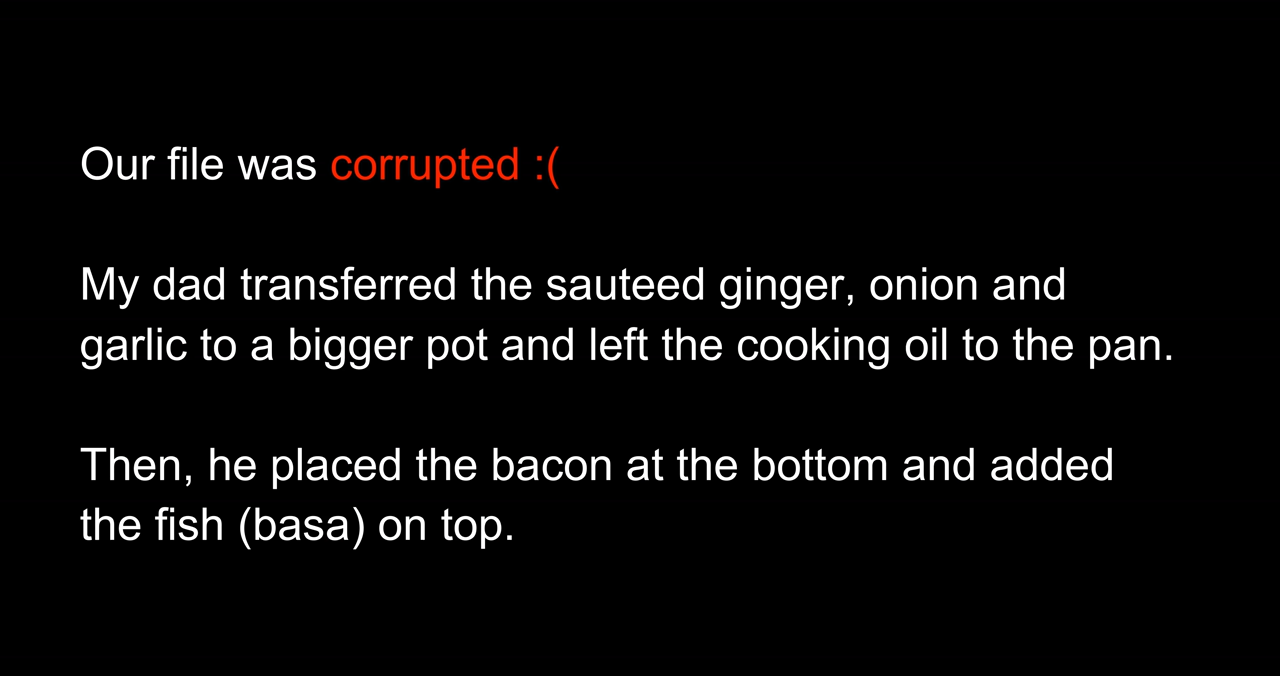 Our file was corrupted :(
My dad transferred the sauteed ginger, onion and
garlic to a bigger pot and left the cooking oil to the pan.
Then, he placed the bacon at the bottom and added
the fish (basa) on top.